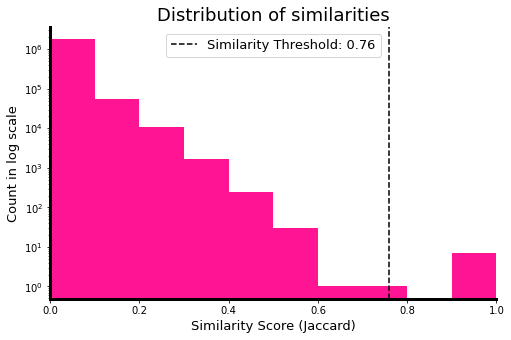 Distribution of similarities
Similarity Threshold: 0.76
Count in log scale
10⁶
10⁵
10⁴
10³
10²
10¹
10⁰
0.0 0.2 0.4 0.6 0.8 1.0
Similarity Score (Jaccard)